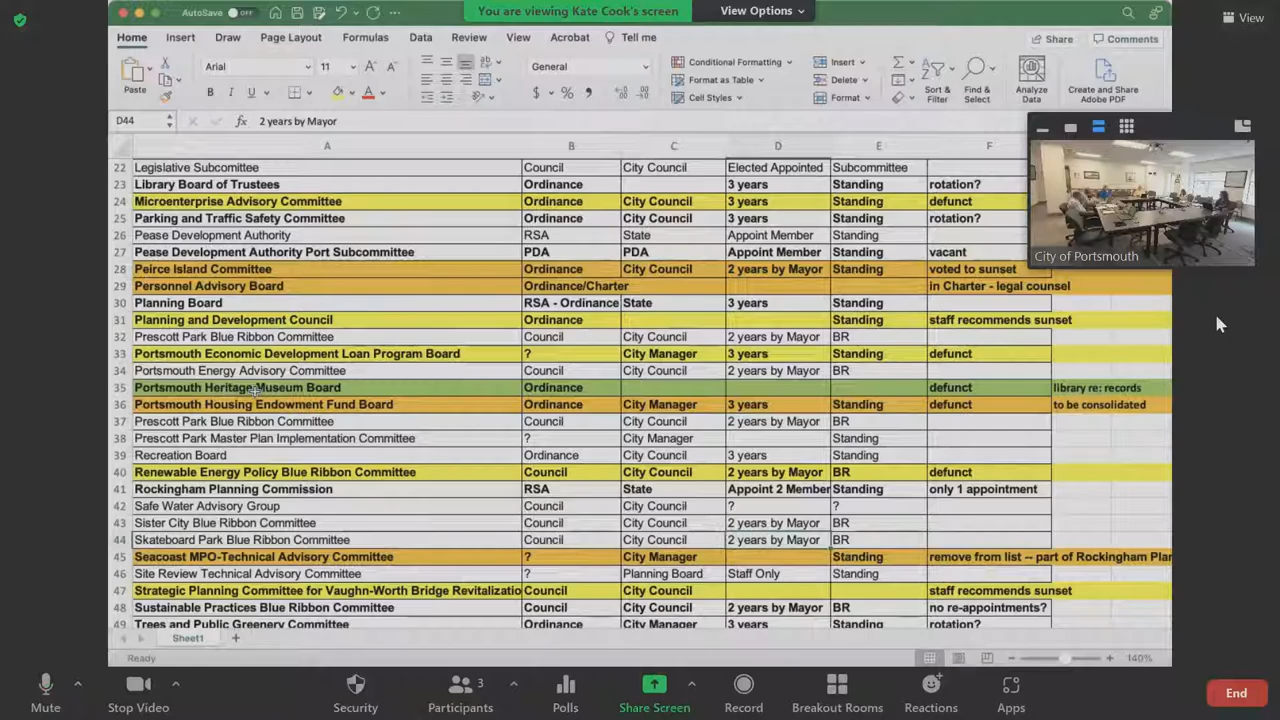 AutoSave OFF You are viewing Kate Cook's screen View Options View
Home Insert Draw Page Layout Formulas Data Review View Acrobat Tell me Share Comments
Paste Arial 11 General Conditional Formatting Format as Table Cell Styles Insert Delete Format Sort & Filter Find & Select Analyze Data Create and Share Adobe PDF
D44 fx 2 years by Mayor
A B C D E F
22 Legislative Subcomittee Council City Council Elected Appointed Subcommittee
23 Library Board of Trustees Ordinance 3 years Standing rotation?
24 Microenterprise Advisory Committee Ordinance City Council 3 years Standing defunct
25 Parking and Traffic Safety Committee Ordinance City Council 3 years Standing rotation?
26 Pease Development Authority RSA State Appoint Member Standing
27 Pease Development Authority Port Subcommittee PDA PDA Appoint Member Standing vacant
City of Portsmouth
28 Peirce Island Committee Ordinance City Council 2 years by Mayor Standing voted to sunset
29 Personnel Advisory Board Ordinance/Charter in Charter - legal counsel
30 Planning Board RSA - Ordinance State 3 years Standing
31 Planning and Development Council Ordinance Standing staff recommends sunset
32 Prescott Park Blue Ribbon Committee Council City Council 2 years by Mayor BR
33 Portsmouth Economic Development Loan Program Board ? City Manager 3 years Standing defunct
34 Portsmouth Energy Advisory Committee Council City Council 2 years by Mayor BR
35 Portsmouth Heritage Museum Board Ordinance defunct library re: records
36 Portsmouth Housing Endowment Fund Board Ordinance City Manager 3 years Standing defunct to be consolidated
37 Prescott Park Blue Ribbon Committee Council City Council 2 years by Mayor BR
38 Prescott Park Master Plan Implementation Committee ? City Manager Standing
39 Recreation Board Ordinance City Council 3 years Standing
40 Renewable Energy Policy Blue Ribbon Committee Council City Council 2 years by Mayor BR defunct
41 Rockingham Planning Commission RSA State Appoint 2 Member Standing only 1 appointment
42 Safe Water Advisory Group Council City Council ? ?
43 Sister City Blue Ribbon Committee Council City Council 2 years by Mayor BR
44 Skateboard Park Blue Ribbon Committee Council City Council 2 years by Mayor BR
45 Seacoast MPO-Technical Advisory Committee ? City Manager Standing remove from list -- part of Rockingham Plan
46 Site Review Technical Advisory Committee ? Planning Board Staff Only Standing
47 Strategic Planning Committee for Vaughn-Worth Bridge Revitalizatio Council City Council staff recommends sunset
48 Sustainable Practices Blue Ribbon Committee Council City Council 2 years by Mayor BR no re-appointments?
49 Trees and Public Greenery Committee Ordinance City Manager 3 years Standing rotation?
Sheet1 +
Ready 140%
3
Mute Stop Video Security Participants Polls Share Screen Record Breakout Rooms Reactions Apps End